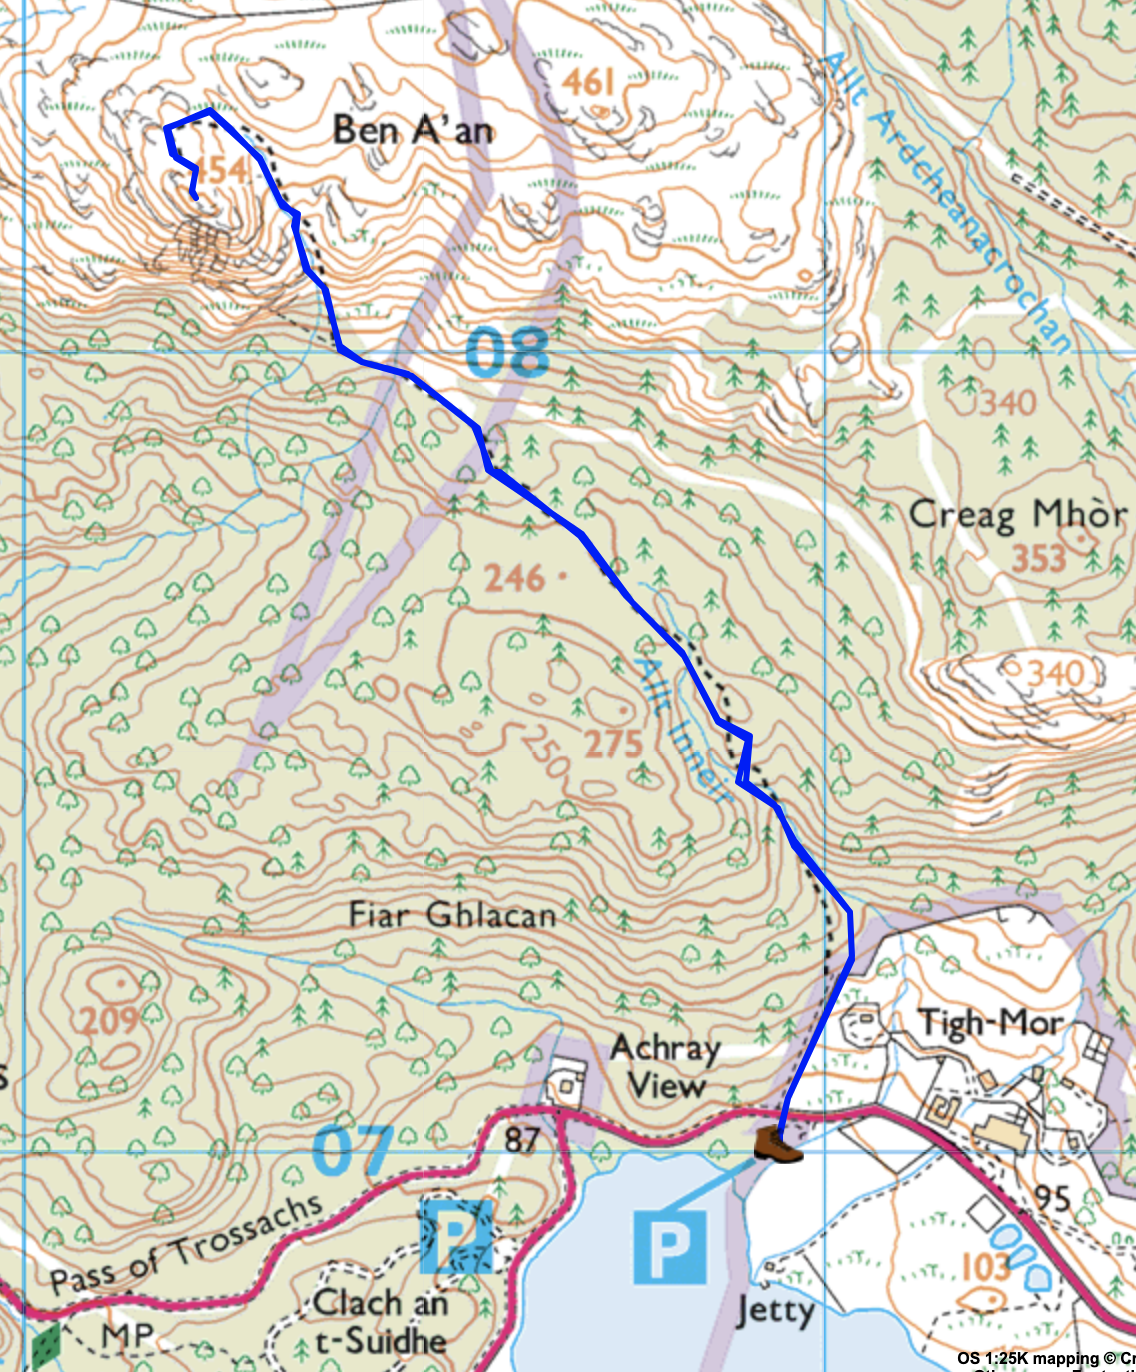 461
Allt Ardcheanacrochan
Ben A'an
454
08
340
Creag Mhòr
353
246
340
Allt Inneir
275
250
Fiar Ghlacan
209
Tigh-Mor
Achray
View
87
07
95
Pass of Trossachs
P
P
103
Clach an
t-Suidhe
Jetty
MP
OS 1:25K mapping © Cr